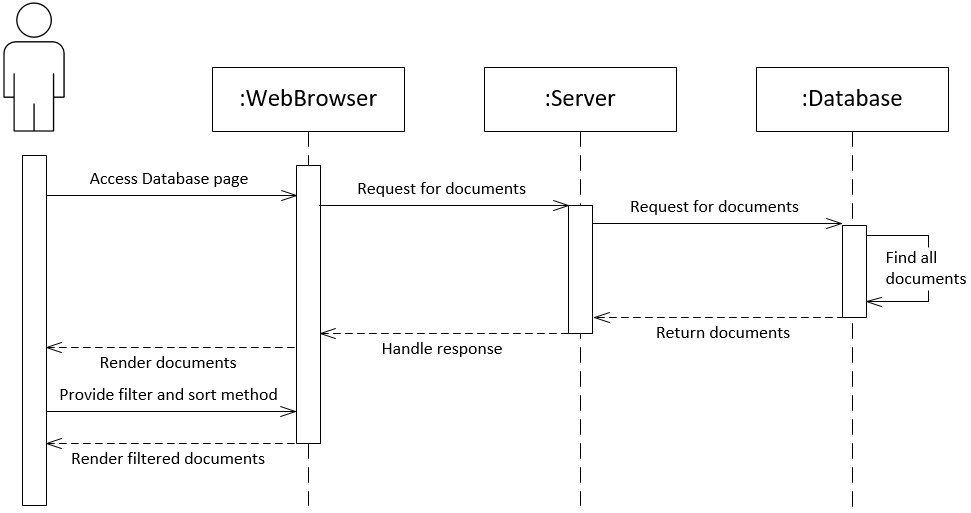 :WebBrowser
:Server
:Database
Access Database page
Request for documents
Request for documents
Find all
documents
Return documents
Handle response
Render documents
Provide filter and sort method
Render filtered documents